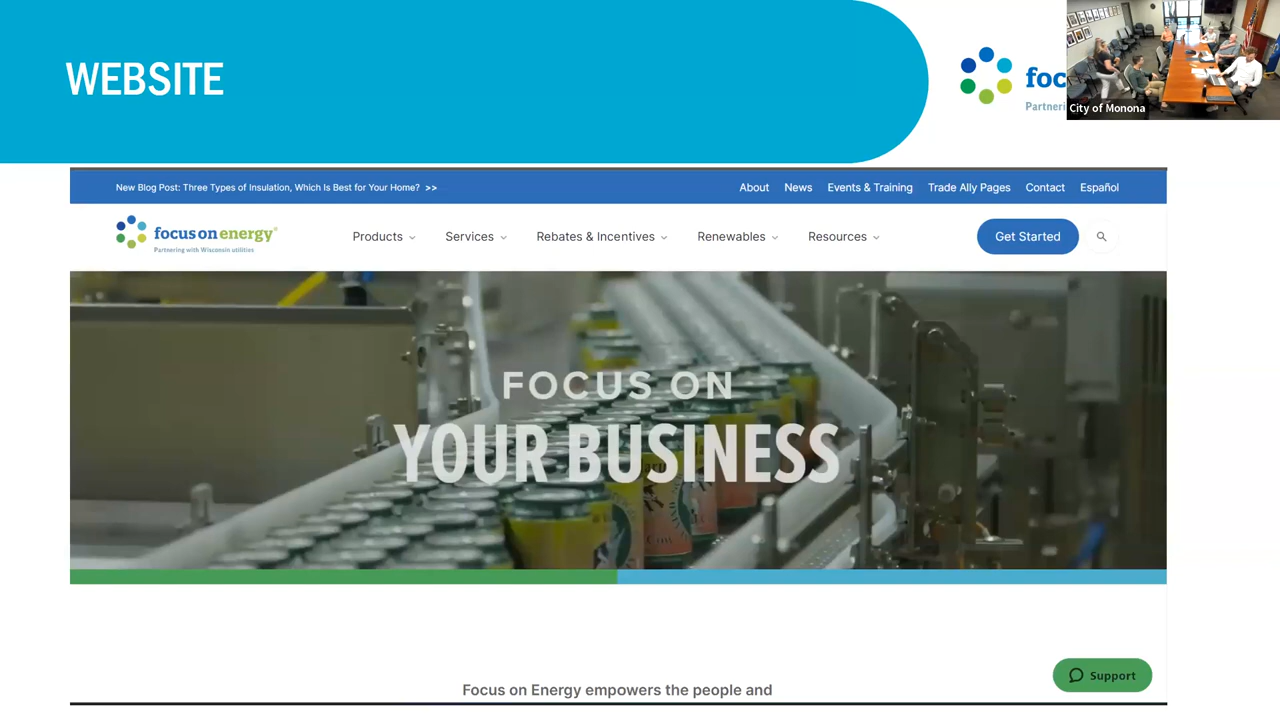 WEBSITE
foc
Partneri
City of Monona
New Blog Post: Three Types of Insulation, Which Is Best for Your Home? >>
About News Events & Training Trade Ally Pages Contact Español
focus on energy®
Partnering with Wisconsin utilities
Products Services Rebates & Incentives Renewables Resources
Get Started
FOCUS ON
YOUR BUSINESS
Focus on Energy empowers the people and
Support